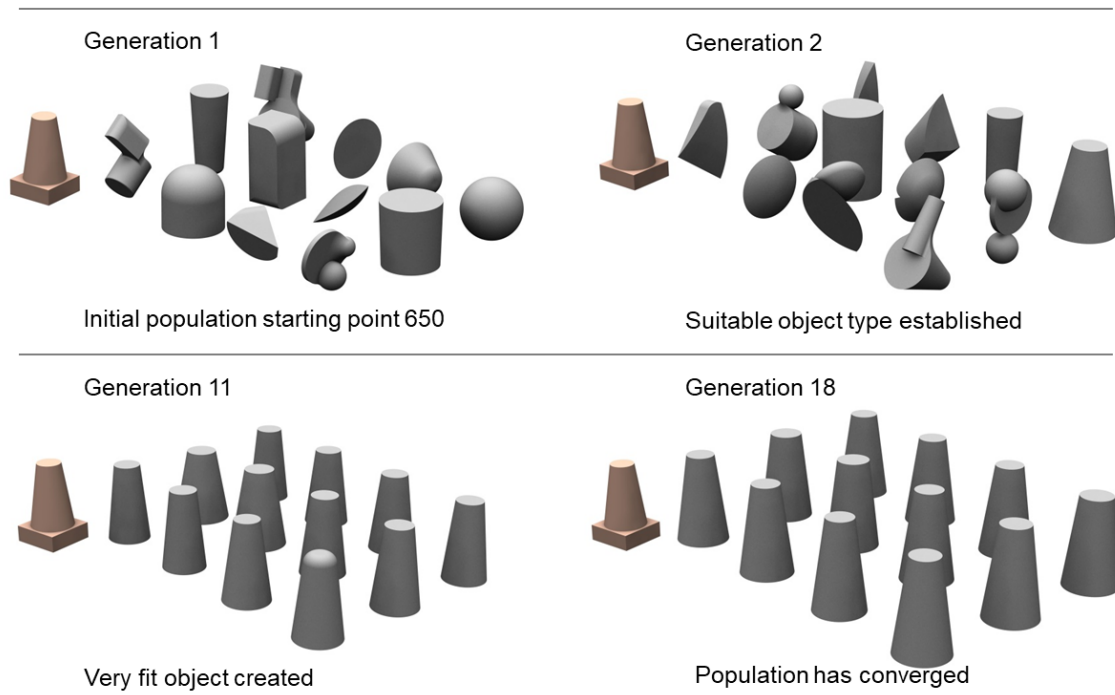 Generation 1
Generation 2
Initial population starting point 650
Suitable object type established
Generation 11
Generation 18
Very fit object created
Population has converged